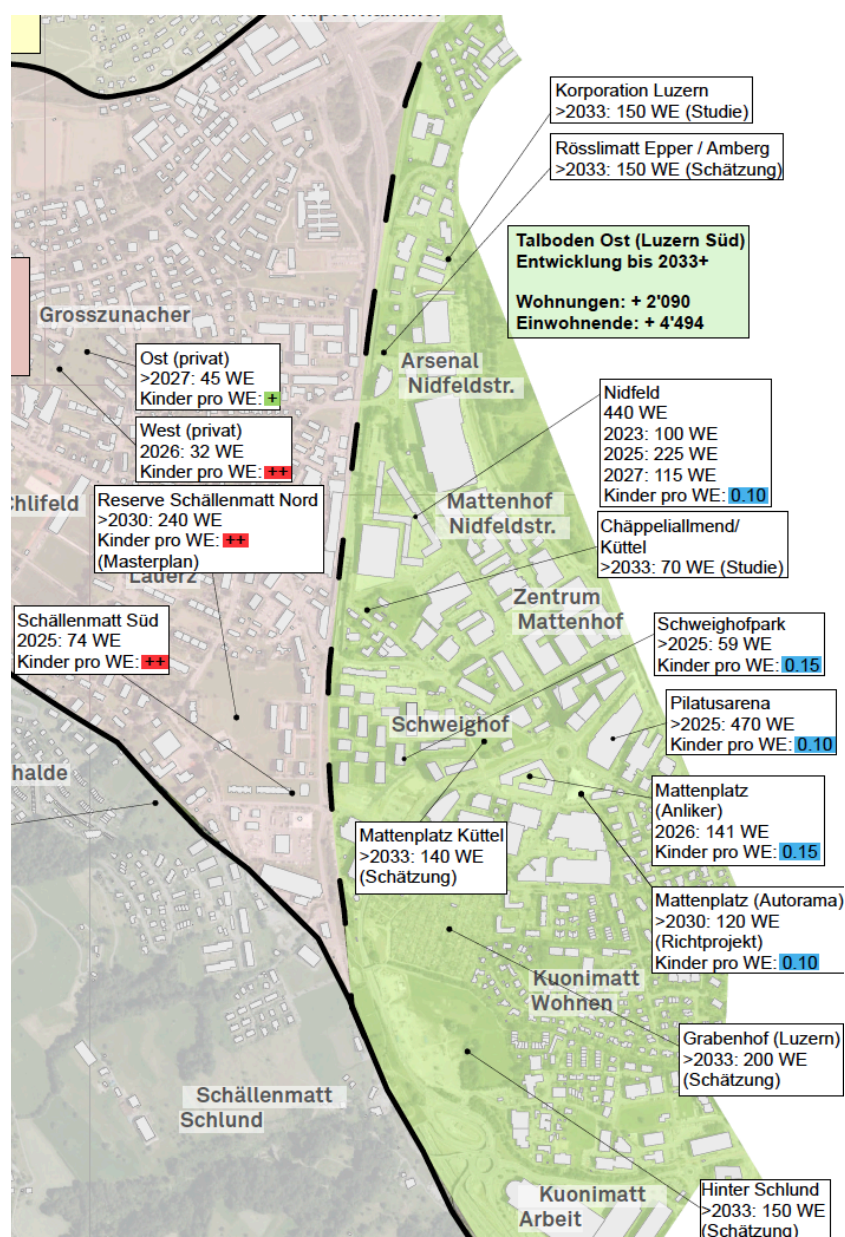 Korporation Luzern
>2033: 150 WE (Studie)
Rösslimatt Epper / Amberg
>2033: 150 WE (Schätzung)
Talboden Ost (Luzern Süd)
Entwicklung bis 2033+
Wohnungen: + 2'090
Einwohnende: + 4'494
Grosszunacher
Ost (privat)
>2027: 45 WE
Kinder pro WE: +
West (privat)
2026: 32 WE
Kinder pro WE: ++
Arsenal
Nidfeldstr.
Nidfeld
440 WE
2023: 100 WE
2025: 225 WE
2027: 115 WE
Kinder pro WE: 0.10
Reserve Schällenmatt Nord
>2030: 240 WE
Kinder pro WE: ++
(Masterplan)
Mattenhof
Nidfeldstr.
Chäppeliallmend/
Küttel
>2033: 70 WE (Studie)
Zentrum
Mattenhof
Schällenmatt Süd
2025: 74 WE
Kinder pro WE: ++
Schweighofpark
>2025: 59 WE
Kinder pro WE: 0.15
Schweighof
Pilatusarena
>2025: 470 WE
Kinder pro WE: 0.10
halde
Mattenplatz
(Anliker)
2026: 141 WE
Kinder pro WE: 0.15
Mattenplatz Küttel
>2033: 140 WE
(Schätzung)
Mattenplatz (Autorama)
>2030: 120 WE
(Richtprojekt)
Kinder pro WE: 0.10
Kuonimatt
Wohnen
Grabenhof (Luzern)
>2033: 200 WE
(Schätzung)
Schällenmatt
Schlund
Kuonimatt
Arbeit
Hinter Schlund
>2033: 150 WE
(Schätzung)